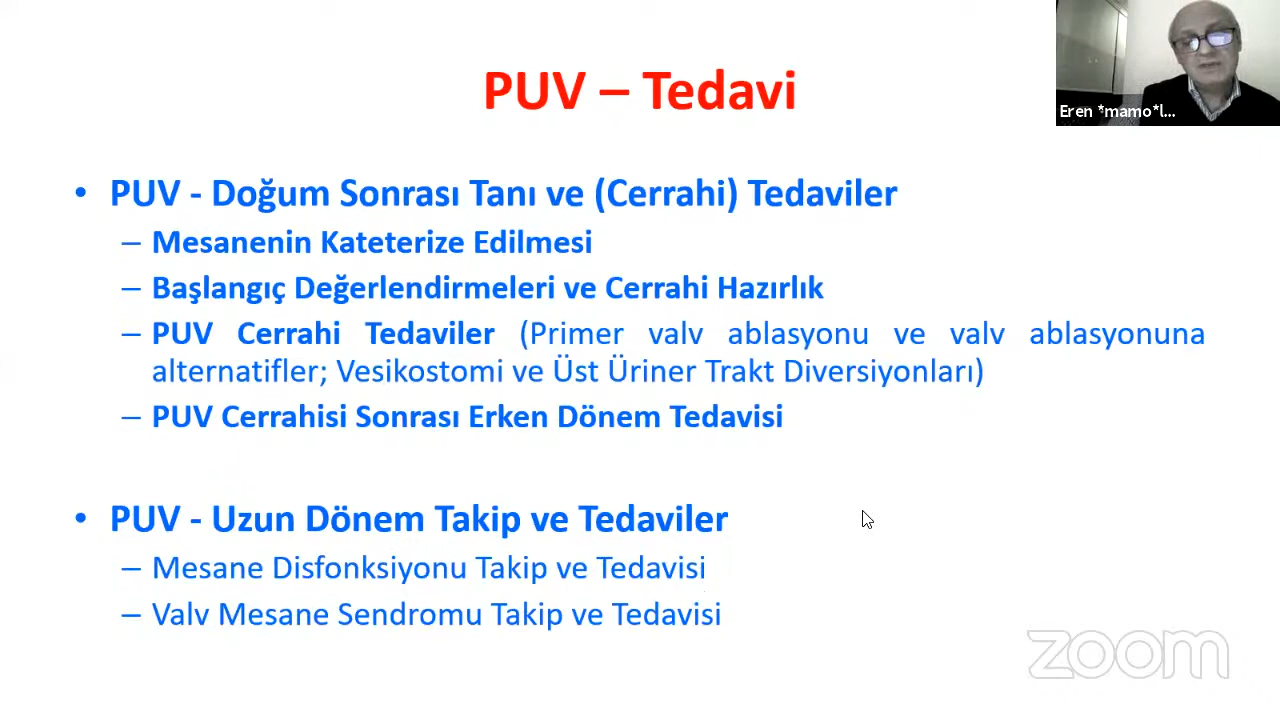 PUV – Tedavi
Eren *mamo*l...
• PUV - Doğum Sonrası Tanı ve (Cerrahi) Tedaviler
– Mesanenin Kateterize Edilmesi
– Başlangıç Değerlendirmeleri ve Cerrahi Hazırlık
– PUV Cerrahi Tedaviler (Primer valv ablasyonu ve valv ablasyonuna
alternatifler; Vesikostomi ve Üst Üriner Trakt Diversiyonları)
– PUV Cerrahisi Sonrası Erken Dönem Tedavisi
• PUV - Uzun Dönem Takip ve Tedaviler
– Mesane Disfonksiyonu Takip ve Tedavisi
– Valv Mesane Sendromu Takip ve Tedavisi
zoom